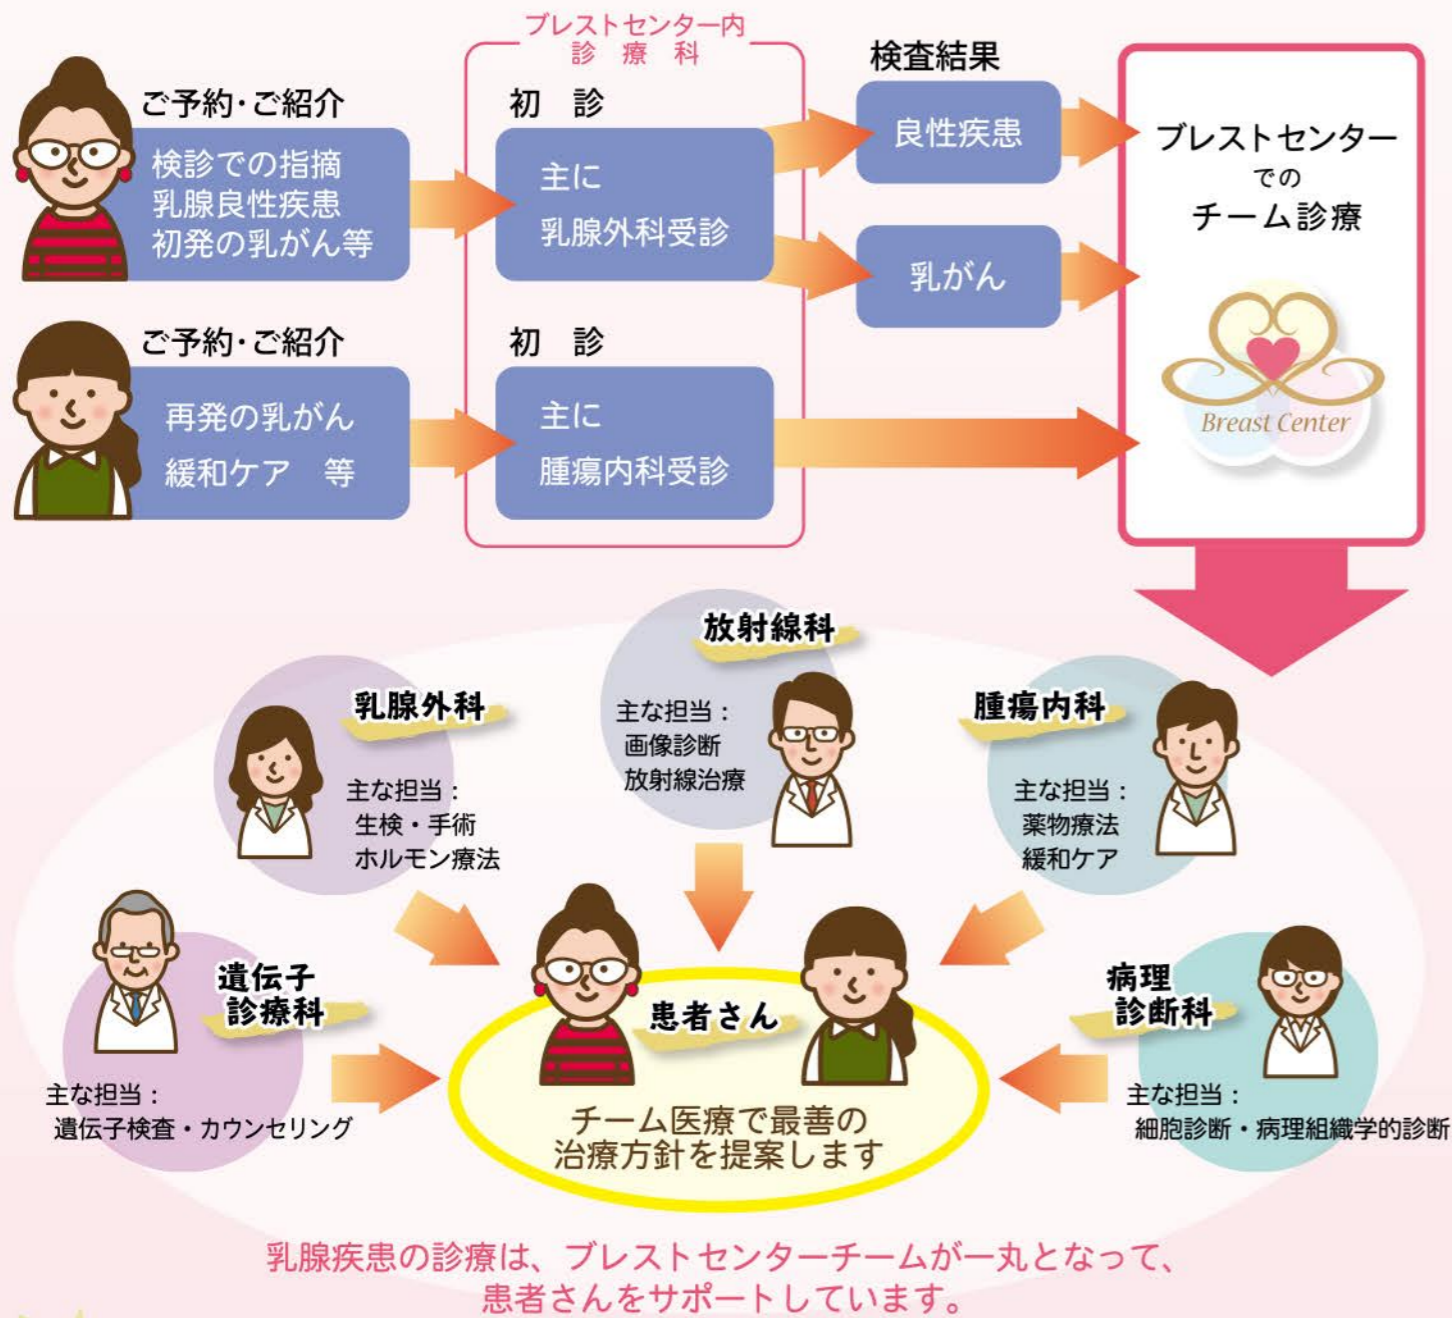 ブレストセンター内
診 療 科
ご予約・ご紹介
検診での指摘
乳腺良性疾患
初発の乳がん等
初 診
主に
乳腺外科受診
検査結果
良性疾患
乳がん
ご予約・ご紹介
再発の乳がん
緩和ケア 等
初 診
主に
腫瘍内科受診
ブレストセンター
での
チーム診療
Breast Center
放射線科
主な担当：
画像診断
放射線治療
乳腺外科
主な担当：
生検・手術
ホルモン療法
腫瘍内科
主な担当：
薬物療法
緩和ケア
遺伝子
診療科
主な担当：
遺伝子検査・カウンセリング
病理
診断科
主な担当：
細胞診断・病理組織学的診断
患者さん
チーム医療で最善の
治療方針を提案します
乳腺疾患の診療は、ブレストセンターチームが一丸となって、
患者さんをサポートしています。